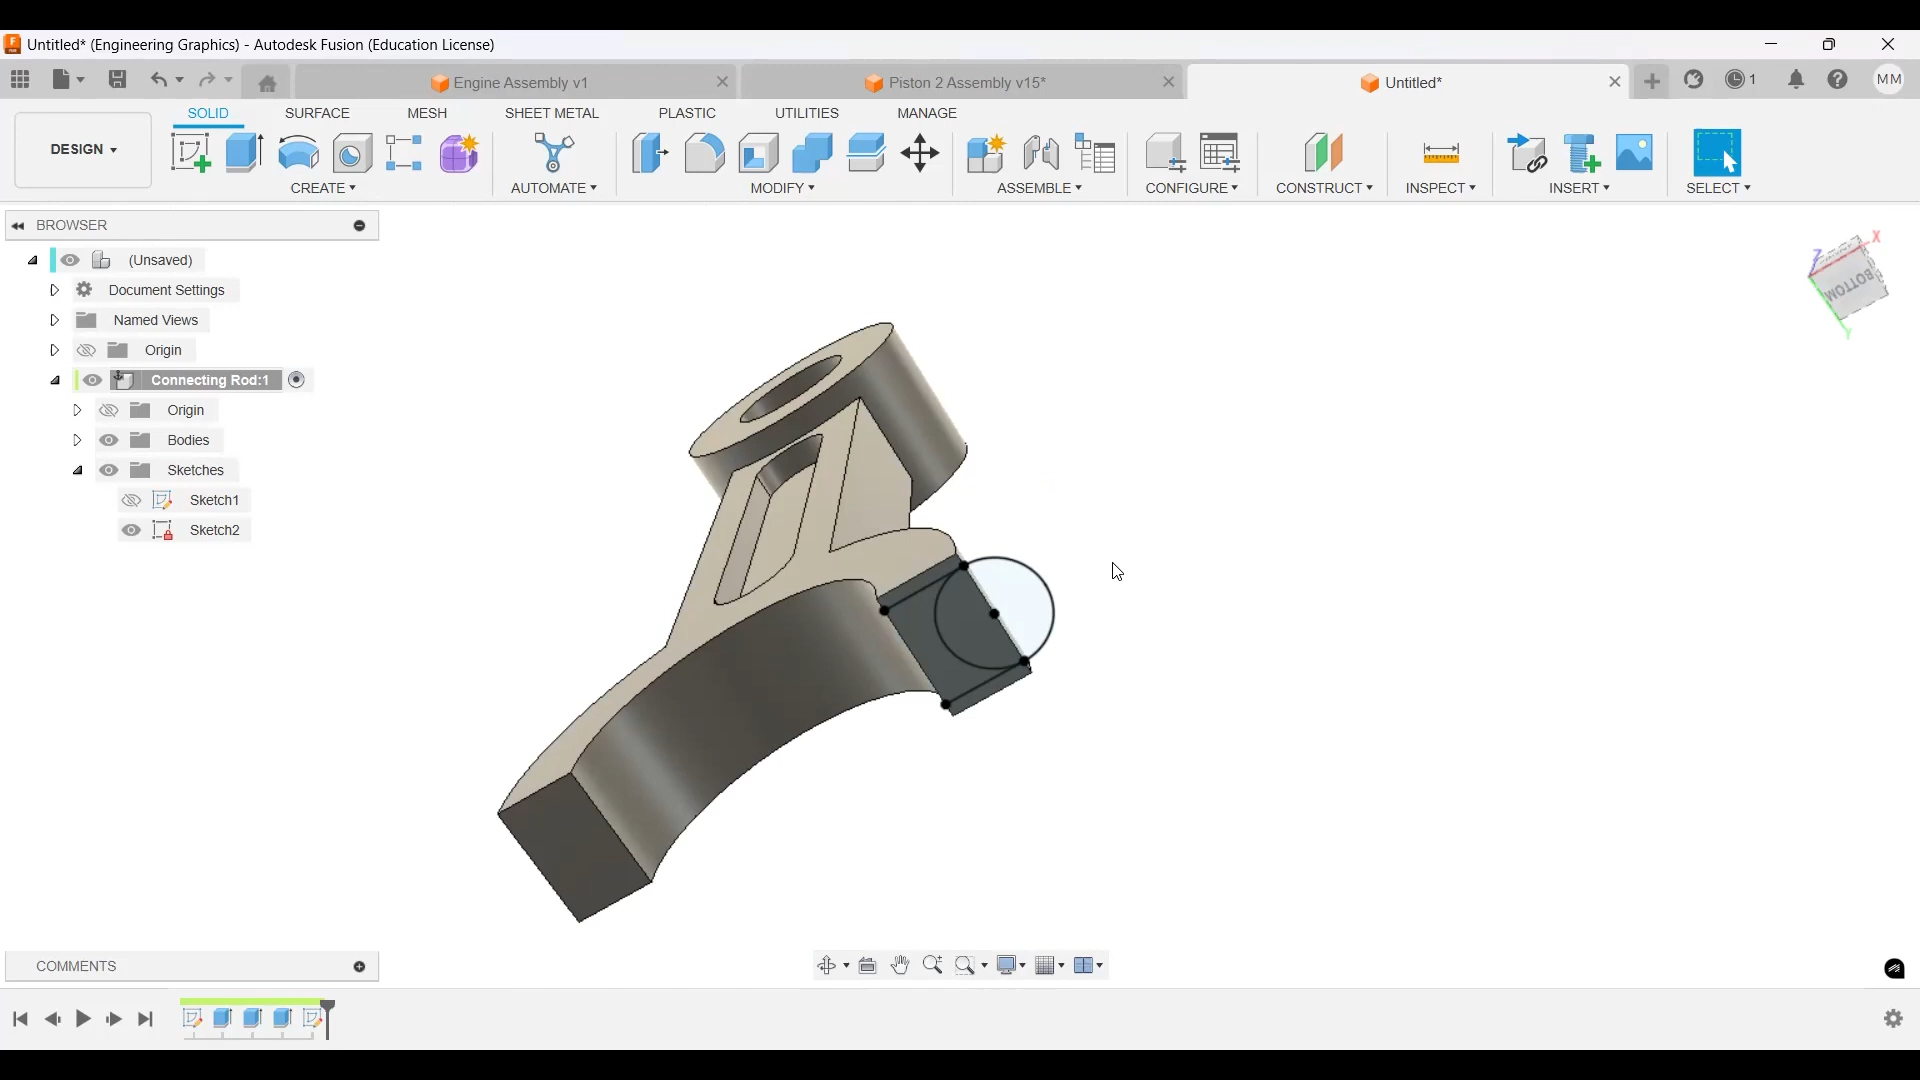 Untitled* (Engineering Graphics) - Autodesk Fusion (Education License)
Engine Assembly v1
Piston 2 Assembly v15*
Untitled*
1
MM
DESIGN
SOLID
SURFACE
MESH
SHEET METAL
PLASTIC
UTILITIES
MANAGE
CREATE
AUTOMATE
MODIFY
ASSEMBLE
CONFIGURE
CONSTRUCT
INSPECT
INSERT
SELECT
BROWSER
(Unsaved)
Document Settings
Named Views
Origin
Connecting Rod:1
Origin
Bodies
Sketches
Sketch1
Sketch2
X
Z
BOTTOM
Y
COMMENTS